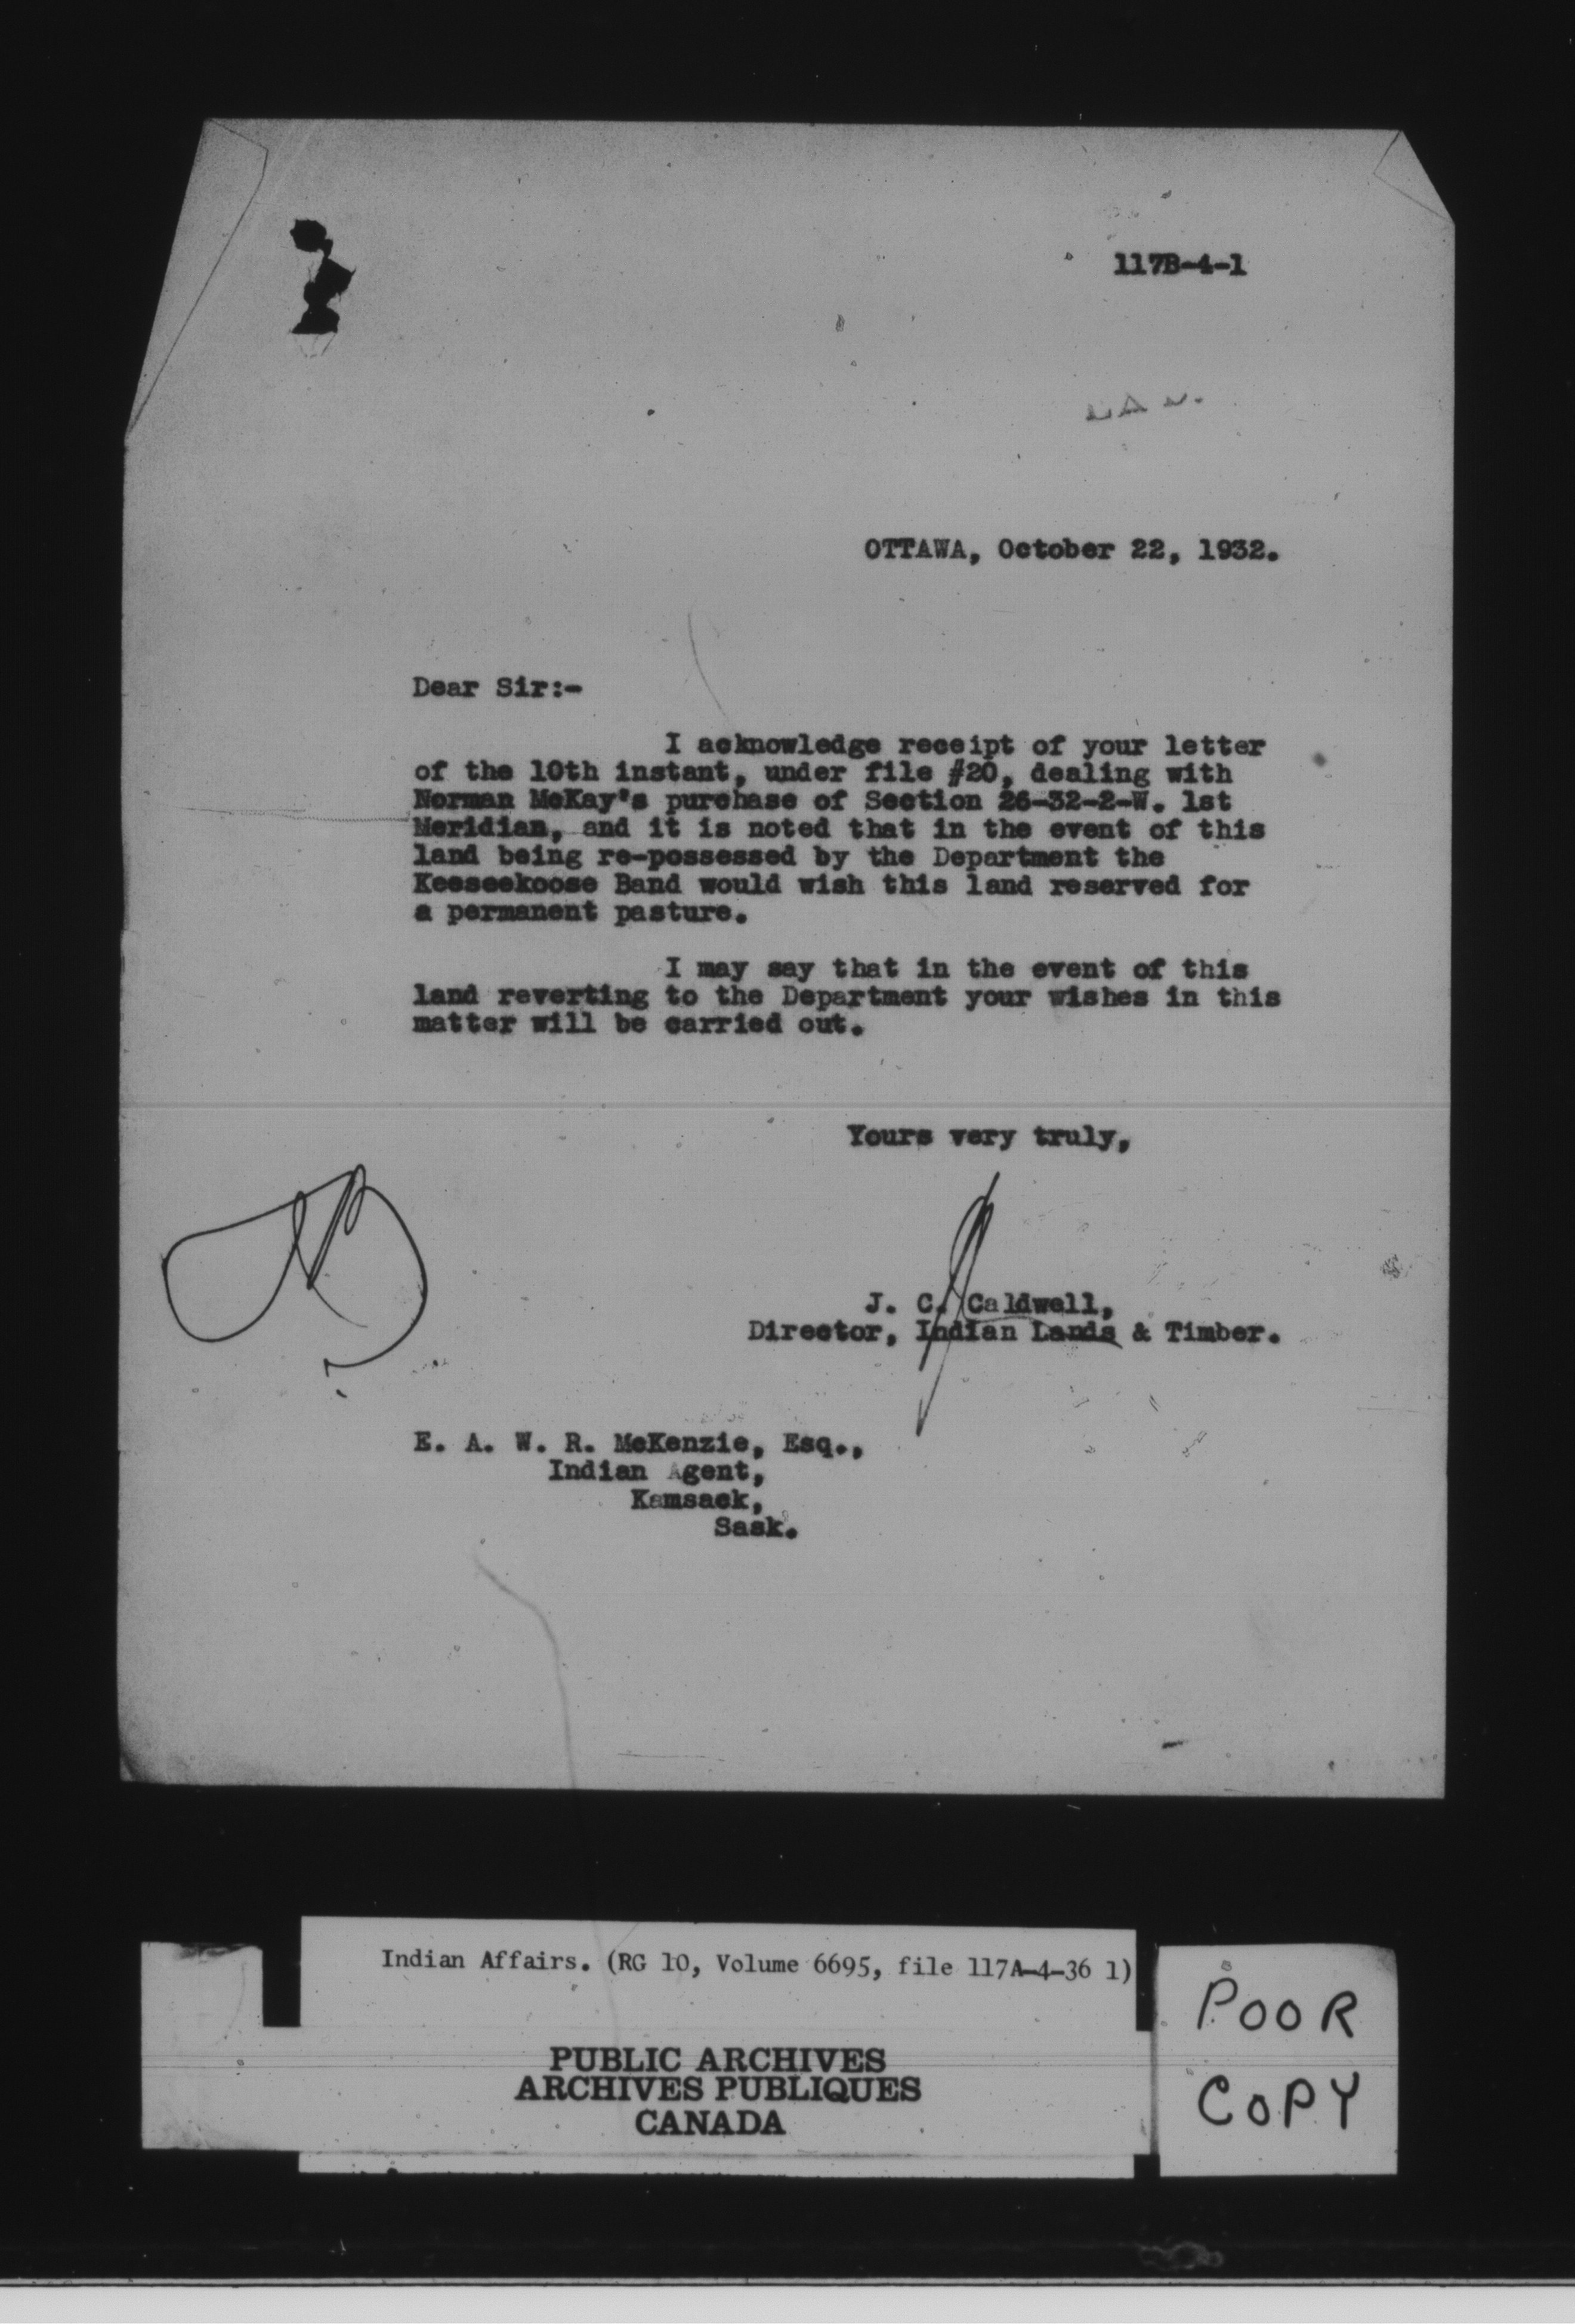 117B-4-1
OTTAWA, October 22, 1932.
Dear Sir:-
I acknowledge receipt of your letter
of the 10th instant, under file #20, dealing with
Norman McKay's purchase of Section 26-32-2-W. 1st
Meridian, and it is noted that in the event of this
land being re-possessed by the Department the
Keeseekoose Band would wish this land reserved for
a permanent pasture.
I may say that in the event of this
land reverting to the Department your wishes in this
matter will be carried out.
Yours very truly,
J. C. Caldwell,
Director, Indian Lands & Timber.
E. A. W. R. McKenzie, Esq.,
Indian Agent,
Kamsack,
Sask.
Indian Affairs. (RG 10, Volume 6695, file 117A-4-36 1)
PUBLIC ARCHIVES
ARCHIVES PUBLIQUES
CANADA
POOR
COPY